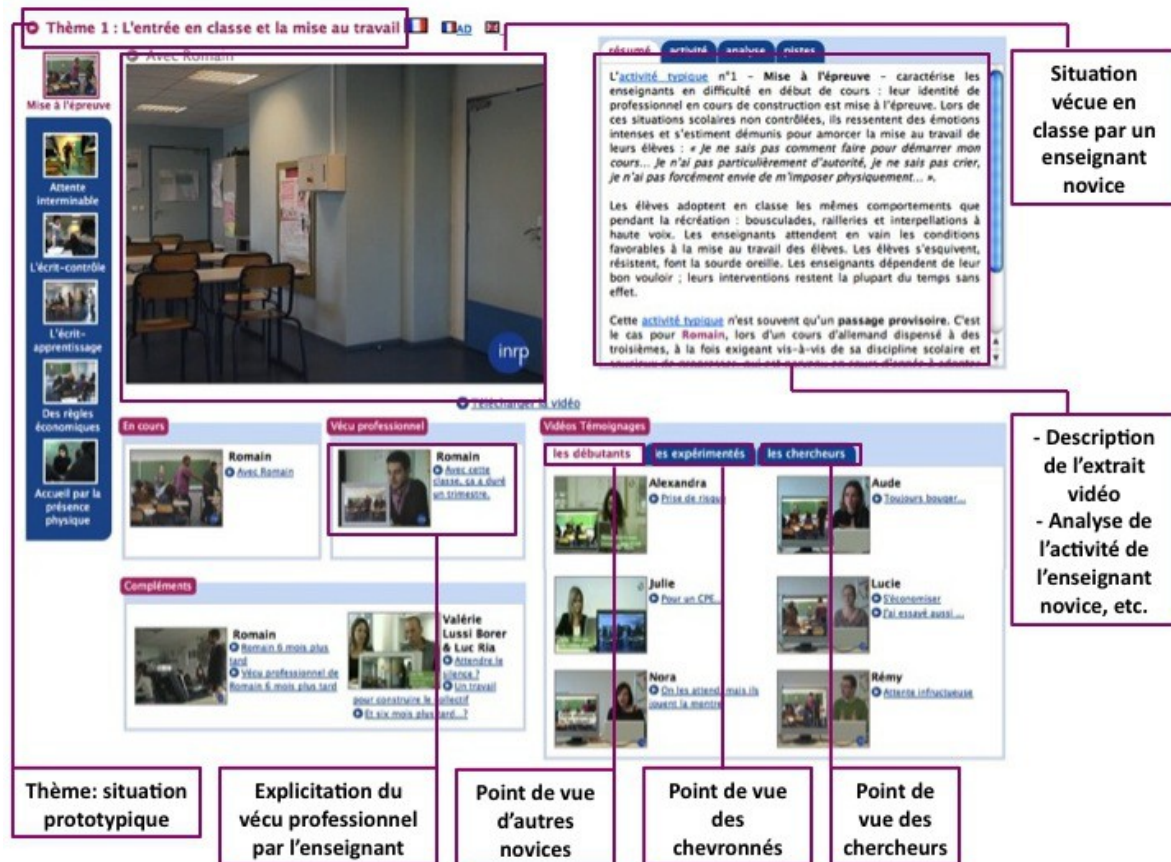 Thème 1 : L'entrée en classe et la mise au travail
AD
Avec Romain
Mise à l'épreuve
Attente
interminable
L'écrit-contrôle
L'écrit-
apprentissage
Des règles
économiques
Accueil par la
présence
physique
inrp
Télécharger la vidéo
résumé activité analyse pistes
L'activité typique n°1 - Mise à l'épreuve - caractérise les
enseignants en difficulté en début de cours : leur identité de
professionnel en cours de construction est mise à l'épreuve. Lors de
ces situations scolaires non contrôlées, ils ressentent des émotions
intenses et s'estiment démunis pour amorcer la mise au travail de
leurs élèves : « Je ne sais pas comment faire pour démarrer mon
cours... Je n'ai pas particulièrement d'autorité, je ne sais pas crier,
je n'ai pas forcément envie de m'imposer physiquement... ».
Les élèves adoptent en classe les mêmes comportements que
pendant la récréation : bousculades, railleries et interpellations à
haute voix. Les enseignants attendent en vain les conditions
favorables à la mise au travail des élèves. Les élèves s'esquivent,
résistent, font la sourde oreille. Les enseignants dépendent de leur
bon vouloir ; leurs interventions restent la plupart du temps sans
effet.
Cette activité typique n'est souvent qu'un passage provisoire. C'est
le cas pour Romain, lors d'un cours d'allemand dispensé à des
troisièmes, à la fois exigeant vis-à-vis de sa discipline scolaire et
Situation
vécue en
classe par un
enseignant
novice
- Description
de l'extrait
vidéo
- Analyse de
l'activité de
l'enseignant
novice, etc.
En cours
Romain
Avec Romain
Vécu professionnel
Romain
Avec cette
classe, ça a duré
un trimestre.
Compléments
Romain
Romain 6 mois plus
tard
Vécu professionnel de
Romain 6 mois plus tard
Valérie
Lussi Borer
& Luc Ria
Attendre le
silence ?
Un travail
pour construire le collectif
Et six mois plus tard...?
Vidéos Témoignages
les débutants les expérimentés les chercheurs
Alexandra
Prise de risque
Aude
Toujours bouger...
Julie
Pour un CPE...
Lucie
S'économiser
J'ai essayé aussi ...
Nora
On les attend mais ils
jouent la montre
Rémy
Attente infructueuse
Thème: situation
prototypique
Explicitation du
vécu professionnel
par l'enseignant
Point de vue
d'autres
novices
Point de vue
des
chevronnés
Point de
vue des
chercheurs